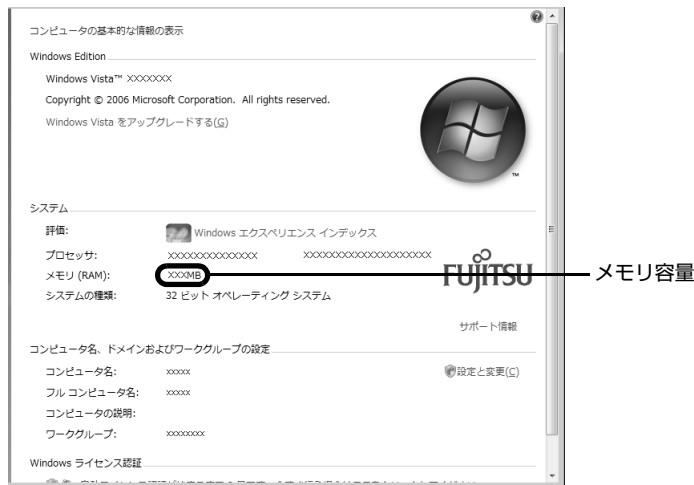 コンピュータの基本的な情報の表示
Windows Edition
Windows Vista™ XXXXXXX
Copyright © 2006 Microsoft Corporation. All rights reserved.
Windows Vista をアップグレードする(G)
™
システム
評価: Windows エクスペリエンス インデックス
プロセッサ: XXXXXXXXXXXXXX XXXXXXXXXXXXXXXXXXXX
メモリ (RAM): XXXMB
メモリ容量
FUJITSU
システムの種類: 32 ビット オペレーティング システム
サポート情報
コンピュータ名、ドメインおよびワークグループの設定
コンピュータ名: xxxxx
設定と変更(C)
フル コンピュータ名: xxxxx
コンピュータの説明:
ワークグループ: xxxxxxxx
Windows ライセンス認証